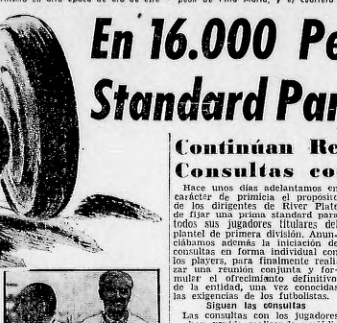 En 16.000 Pe
Standard Par
Continúan Re
Consultas co
Hace unos días adelantamos en
carácter de primicia el propósito
de los dirigentes de River Plate
de fijar una prima standard para
todos sus jugadores titulares del
plantel de primera división. Anun-
ciábamos además la iniciación de
consultas en forma individual con
los players, para finalmente reali-
zar una reunión conjunta y for-
mular el ofrecimiento definitivo
de la entidad, una vez conocidas
las exigencias de los futbolistas.
Siguen las consultas
Las consultas con los jugadores